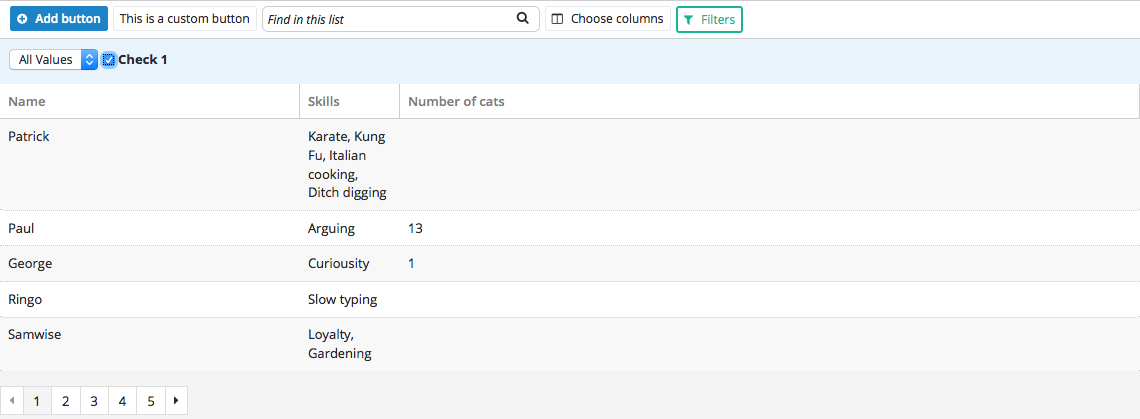 Add button This is a custom button Find in this list Choose columns Filters
All Values Check 1
Name Skills Number of cats
Patrick Karate, Kung
Fu, Italian
cooking,
Ditch digging
Paul Arguing 13
George Curiousity 1
Ringo Slow typing
Samwise Loyalty,
Gardening
1 2 3 4 5